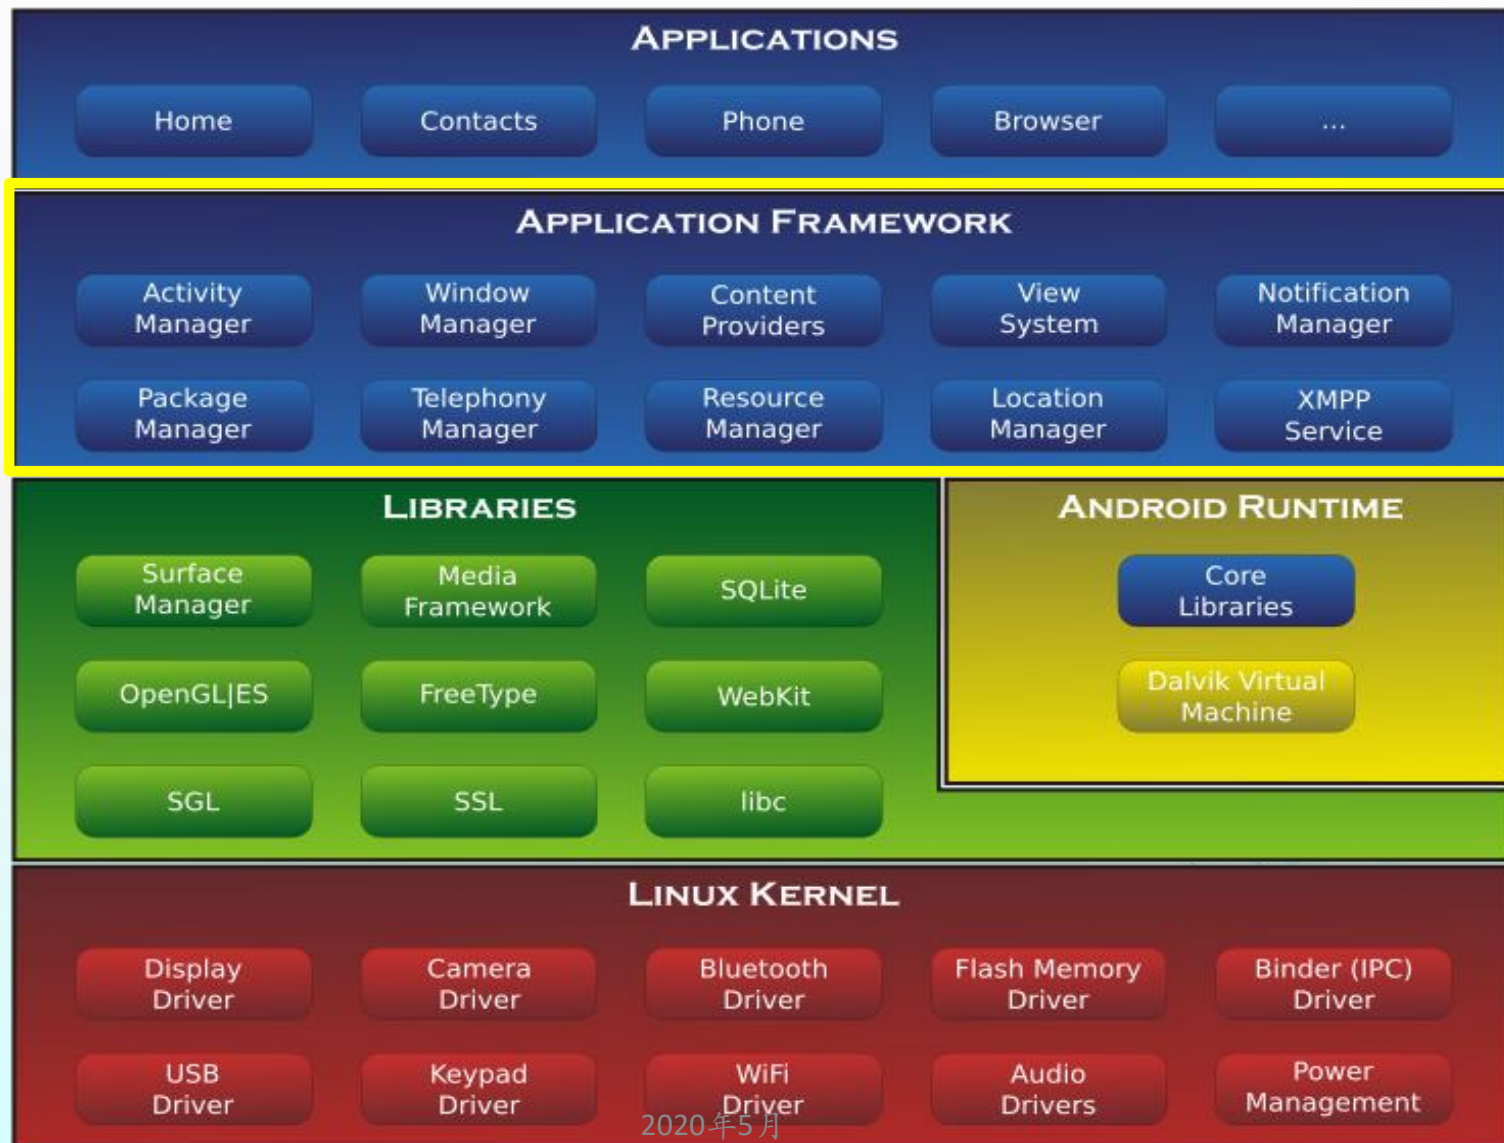 APPLICATIONS
Home
Contacts
Phone
Browser
...
APPLICATION FRAMEWORK
Activity
Manager
Window
Manager
Content
Providers
View
System
Notification
Manager
Package
Manager
Telephony
Manager
Resource
Manager
Location
Manager
XMPP
Service
LIBRARIES
Surface
Manager
Media
Framework
SQLite
OpenGL|ES
FreeType
WebKit
SGL
SSL
libc
ANDROID RUNTIME
Core
Libraries
Dalvik Virtual
Machine
LINUX KERNEL
Display
Driver
Camera
Driver
Bluetooth
Driver
Flash Memory
Driver
Binder (IPC)
Driver
USB
Driver
Keypad
Driver
WiFi
Driver
Audio
Drivers
Power
Management
2020年5月